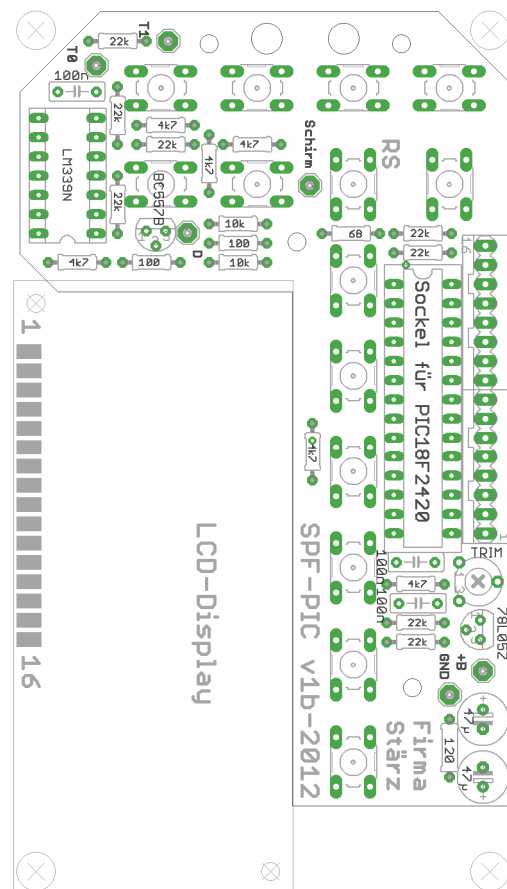 T1
22k
T0
100n
22k
4k7
22k
4k7
4k7
LM339N
Schirm
RS
BC557B
22k
10k
100
10k
D
68
22k
22k
4k7
100
16
Sockel für PIC18F2420
1
4k7
1
LCD-Display
SPF-PIC v1b-2012
TRIM
100n
4k7
100n
22k
22k
78L05Z
+B
GND
16
47µ
120
47µ
Firma
Stärz